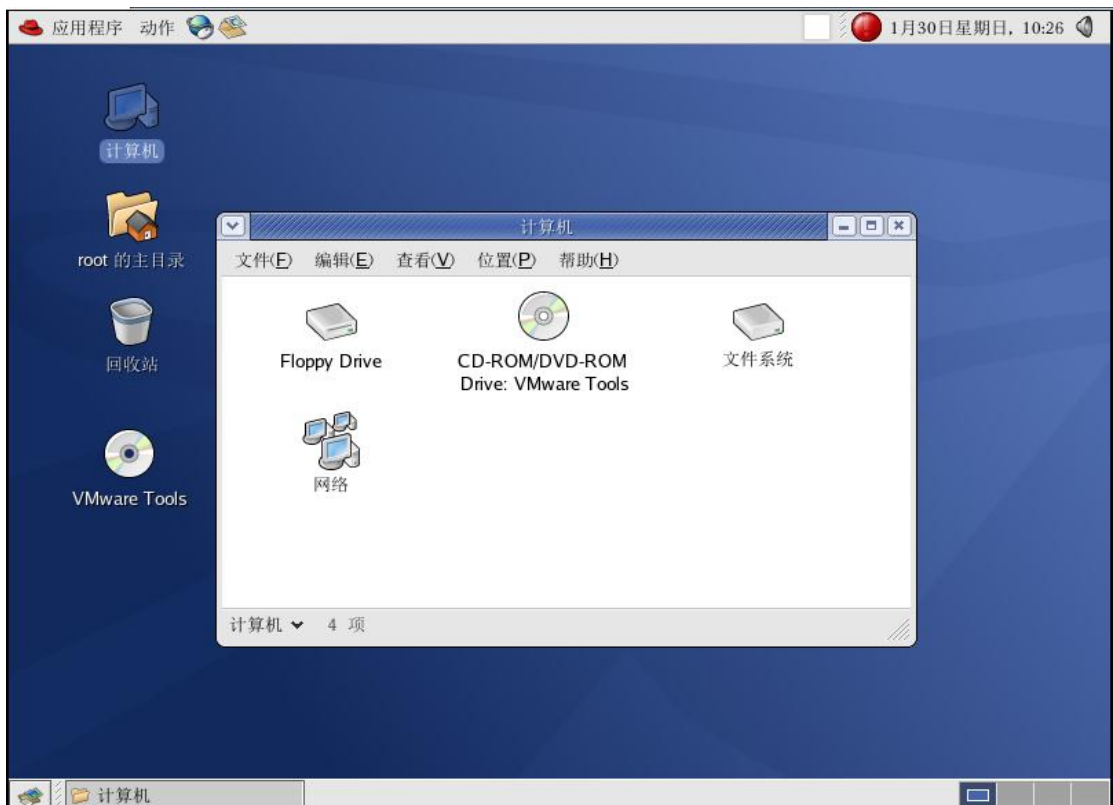 应用程序 动作 1月30日星期日, 10:26
计算机
root 的主目录
回收站
VMware Tools
计算机
文件(F) 编辑(E) 查看(V) 位置(P) 帮助(H)
Floppy Drive
CD-ROM/DVD-ROM
Drive: VMware Tools
文件系统
网络
计算机 4 项
计算机